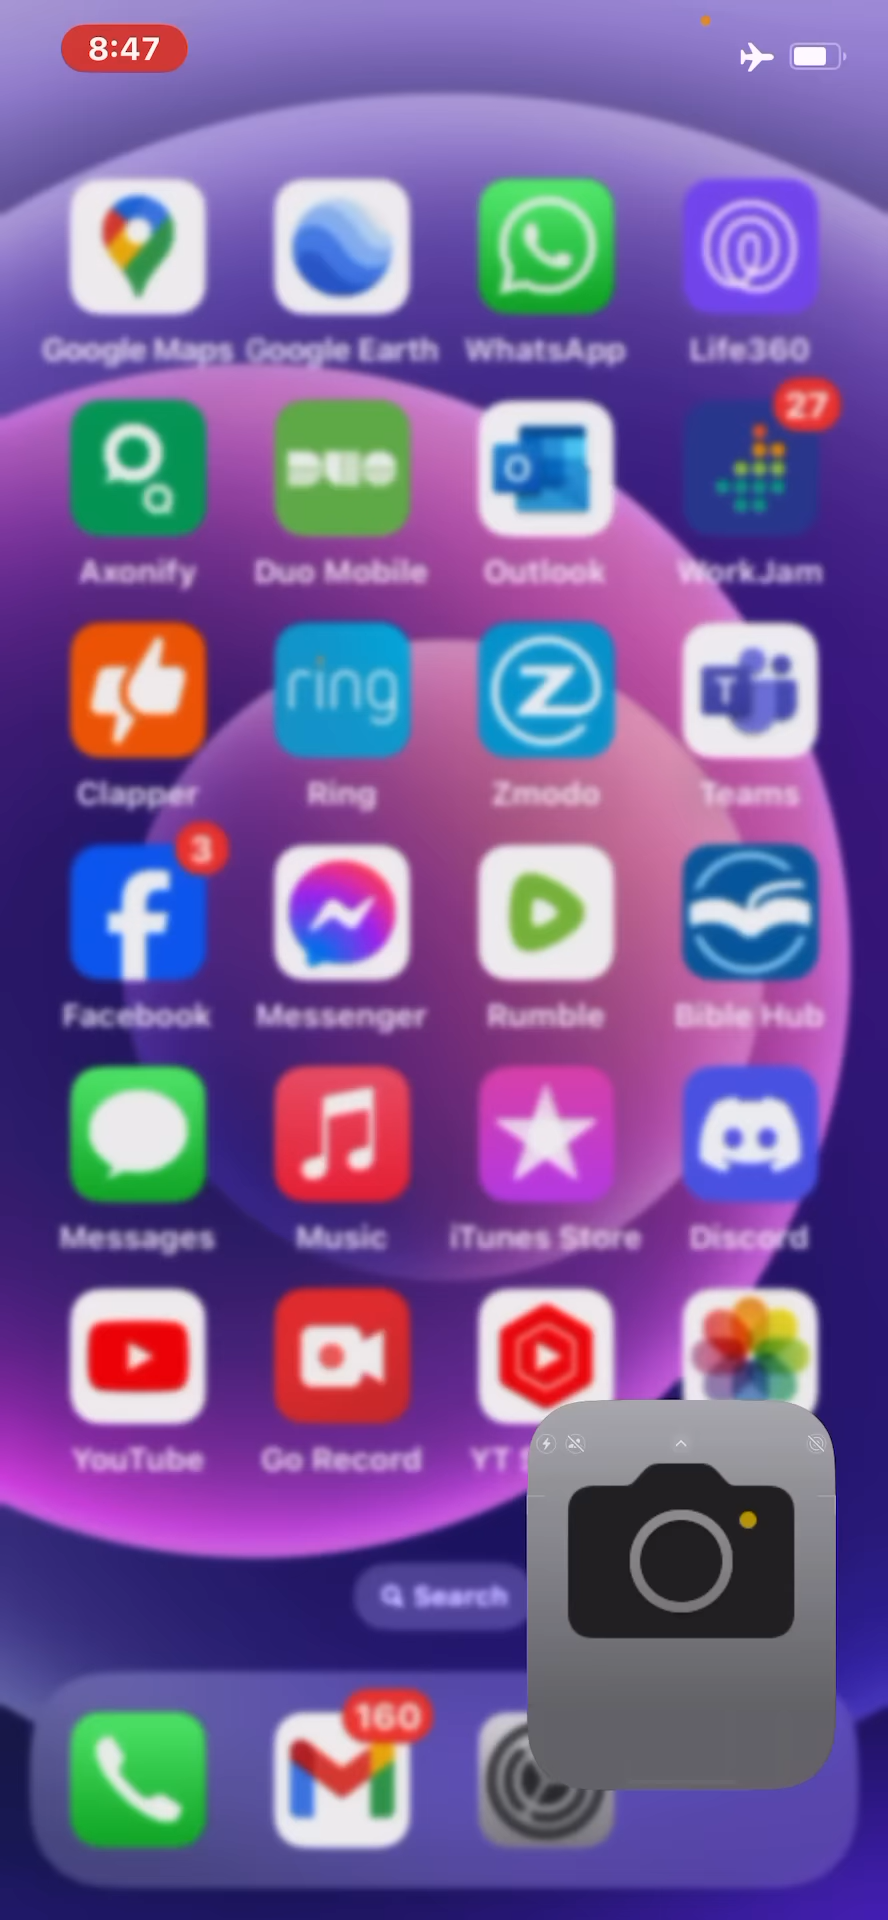 8:47
Google Maps Google Earth WhatsApp Life360
27
DUO
O
Axonify Duo Mobile Outlook WorkJam
ring
Z
T
Clapper Ring Zmodo Teams
3
f
Facebook Messenger Rumble Bible Hub
Messages Music iTunes Store Discord
YouTube Go Record YT
Search
160